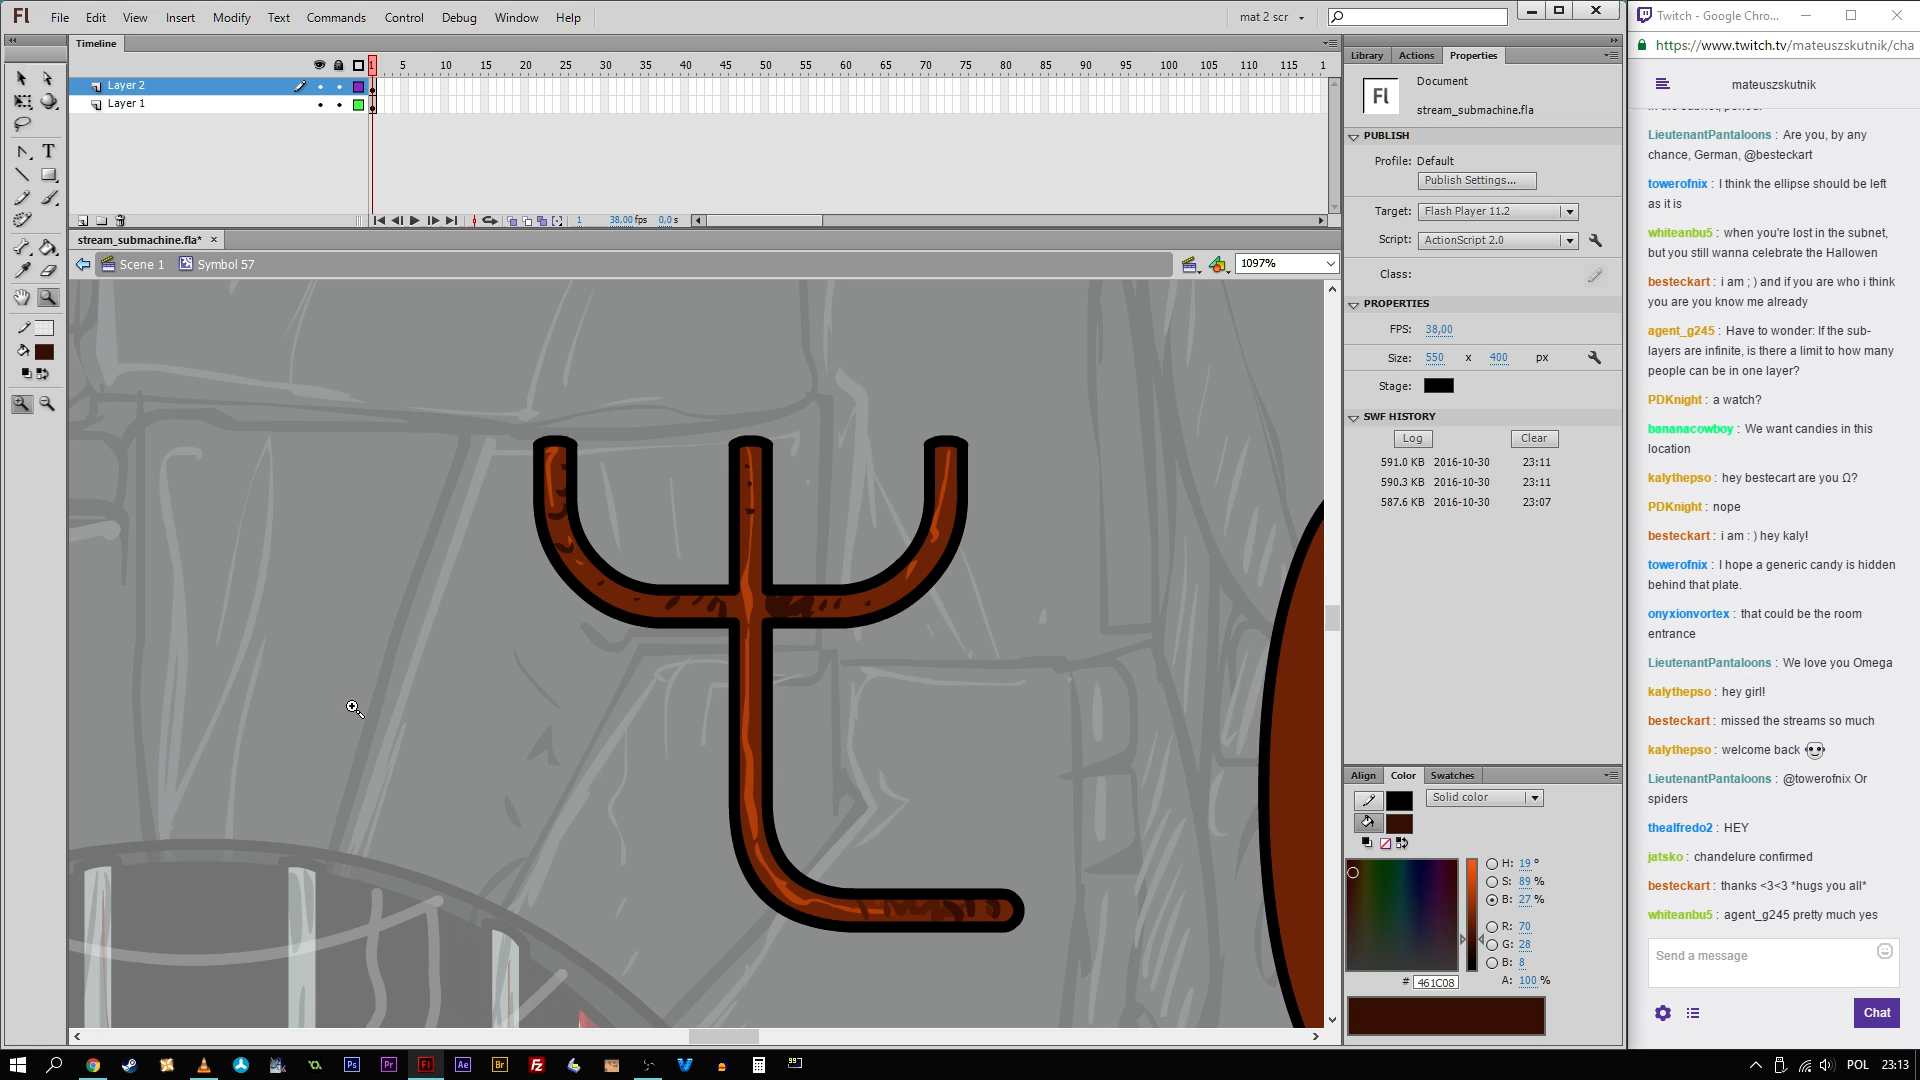 Fl File Edit View Insert Modify Text Commands Control Debug Window Help mat 2 scr
Twitch - Google Chro...
https://www.twitch.tv/mateuszskutnik/cha
Timeline
1 5 10 15 20 25 30 35 40 45 50 55 60 65 70 75 80 85 90 95 100 105 110 115 1
Layer 2
Layer 1
1 38,00 fps 0,0 s
stream_submachine.fla*
Scene 1 Symbol 57 1097%
Library Actions Properties
Document
Fl
stream_submachine.fla
PUBLISH
Profile: Default
Publish Settings...
Target: Flash Player 11.2
Script: ActionScript 2.0
Class:
PROPERTIES
FPS: 38,00
Size: 550 x 400 px
Stage:
SWF HISTORY
Log Clear
591.0 KB 2016-10-30 23:11
590.3 KB 2016-10-30 23:11
587.6 KB 2016-10-30 23:07
Align Color Swatches
Solid color
H: 19 °
S: 89 %
B: 27 %
R: 70
G: 28
B: 8
# 461C08 A: 100 %
mateuszskutnik
LieutenantPantaloons : Are you, by any
chance, German, @besteckart
towerofnix : I think the ellipse should be left
as it is
whiteanbu5 : when you're lost in the subnet,
but you still wanna celebrate the Hallowen
besteckart : i am ; ) and if you are who i think
you are you know me already
agent_g245 : Have to wonder: If the sub-
layers are infinite, is there a limit to how many
people can be in one layer?
PDKnight : a watch?
bananacowboy : We want candies in this
location
kalythepso : hey bestecart are you Ω?
PDKnight : nope
besteckart : i am : ) hey kaly!
towerofnix : I hope a generic candy is hidden
behind that plate.
onyxionvortex : that could be the room
entrance
LieutenantPantaloons : We love you Omega
kalythepso : hey girl!
besteckart : missed the streams so much
kalythepso : welcome back
LieutenantPantaloons : @towerofnix Or
spiders
thealfredo2 : HEY
jatsko : chandelure confirmed
besteckart : thanks <3<3 *hugs you all*
whiteanbu5 : agent_g245 pretty much yes
Send a message
Chat
Ps Pr Fl Ae Br Fz POL 23:13